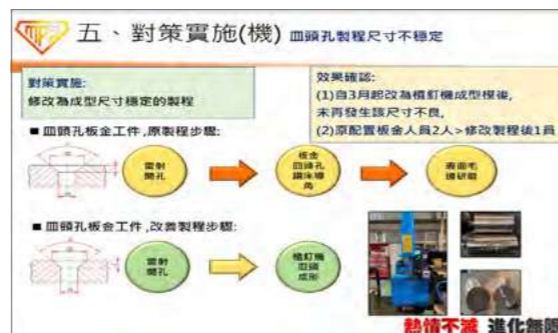 五、對策實施(機) 皿頭孔製程尺寸不穩定
對策實施:
修改為成型尺寸穩定的製程
效果確認:
(1)自3月起改為植釘機成型模後,
未再發生該尺寸不良,
(2)原配置板金人員2人>修改製程後1員
■ 皿頭孔板金工件,原製程步驟:
雷射
開孔
板金
皿頭孔
鑽床導
角
表面毛
邊研磨
■ 皿頭孔板金工件,改善製程步驟:
雷射
開孔
植釘機
皿頭
成形
熱情不減 進化無限